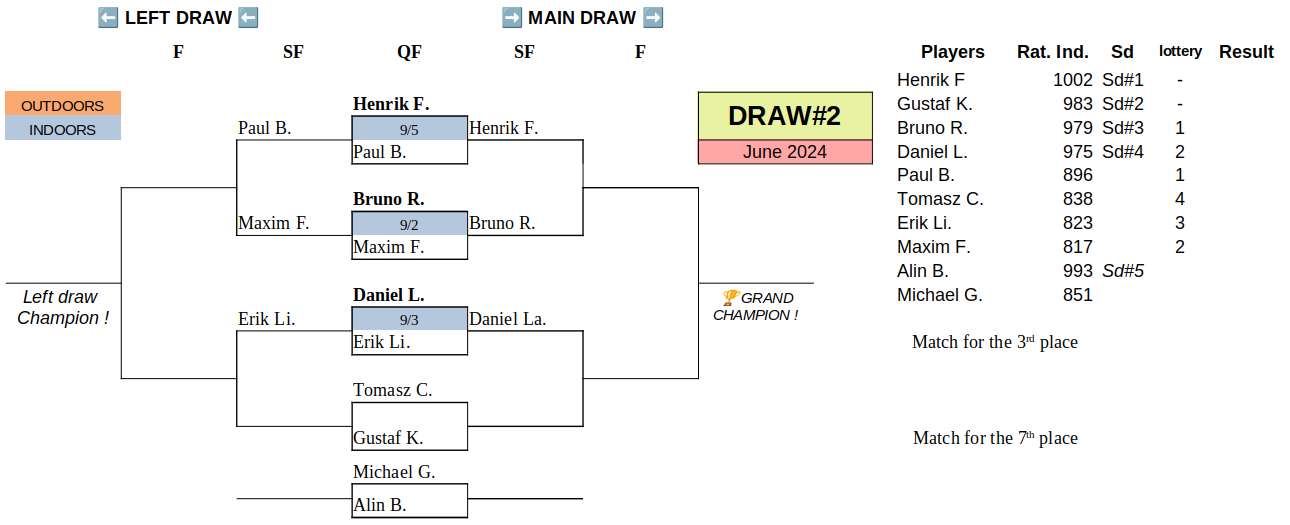 ⬅ LEFT DRAW ⬅ ➡ MAIN DRAW ➡
F SF QF SF F Players Rat. Ind. Sd lottery Result
Henrik F 1002 Sd#1 -
OUTDOORS Henrik F. DRAW#2 Gustaf K. 983 Sd#2 -
INDOORS Paul B. 9/5 Henrik F. Bruno R. 979 Sd#3 1
Paul B. June 2024 Daniel L. 975 Sd#4 2
Paul B. 896 1
Bruno R. Tomasz C. 838 4
Maxim F. 9/2 Bruno R. Erik Li. 823 3
Maxim F. Maxim F. 817 2
Alin B. 993 Sd#5
Left draw Daniel L. 🏆GRAND Michael G. 851
Champion ! Erik Li. 9/3 Daniel La. CHAMPION !
Erik Li. Match for the 3rd place
Tomasz C.
Gustaf K. Match for the 7th place
Michael G.
Alin B.